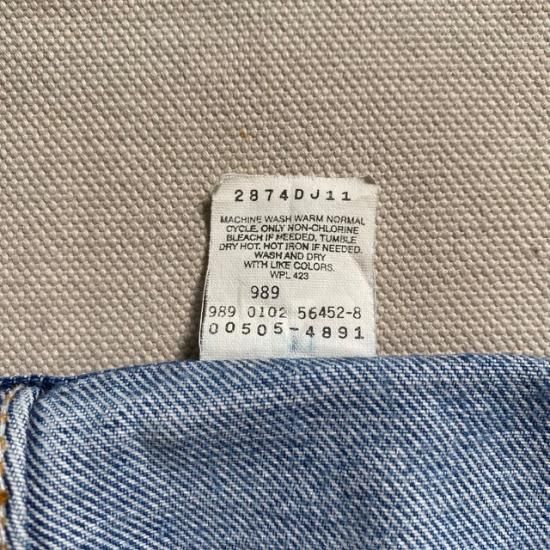 2874DJ11
MACHINE WASH WARM NORMAL
CYCLE. ONLY NON-CHLORINE
BLEACH IF NEEDED. TUMBLE
DRY HOT. HOT IRON IF NEEDED.
WASH AND DRY
WITH LIKE COLORS.
WPL 423
989
989 0102 56452-8
00505-4891